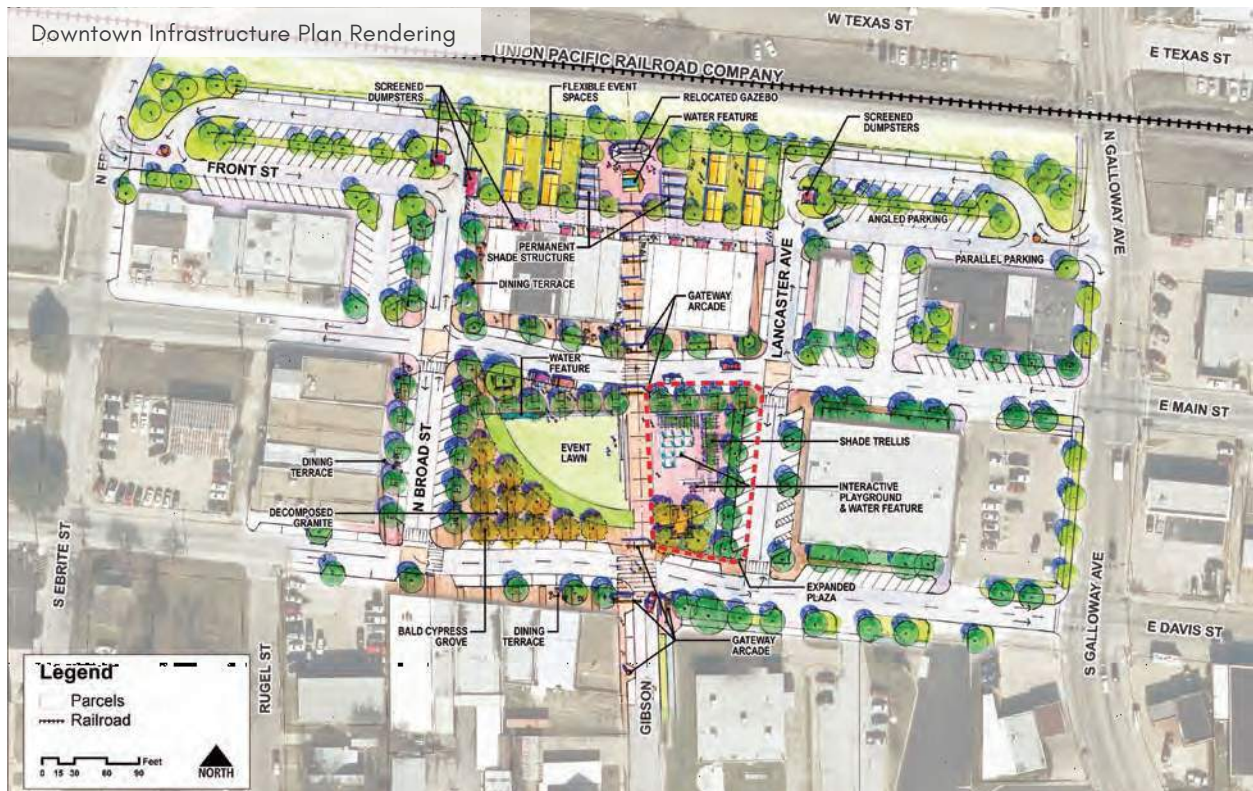 Downtown Infrastructure Plan Rendering
W TEXAS ST
E TEXAS ST
UNION PACIFIC RAILROAD COMPANY
SCREENED
DUMPSTERS
FLEXIBLE EVENT
SPACES
RELOCATED GAZEBO
WATER FEATURE
SCREENED
DUMPSTERS
N GALLOWAY AVE
FRONT ST
ANGLED PARKING
PARALLEL PARKING
PERMANENT
SHADE STRUCTURE
DINING TERRACE
LANCASTER AVE
GATEWAY
ARCADE
WATER
FEATURE
E MAIN ST
EVENT
LAWN
SHADE TRELLIS
DINING
TERRACE
N BROAD ST
INTERACTIVE
PLAYGROUND
& WATER FEATURE
DECOMPOSED
GRANITE
S EBRITE ST
EXPANDED
PLAZA
BALD CYPRESS
GROVE
DINING
TERRACE
GATEWAY
ARCADE
E DAVIS ST
S GALLOWAY AVE
RUGEL ST
GIBSON
Legend
Parcels
Railroad
Feet
0 15 30 60 90
NORTH